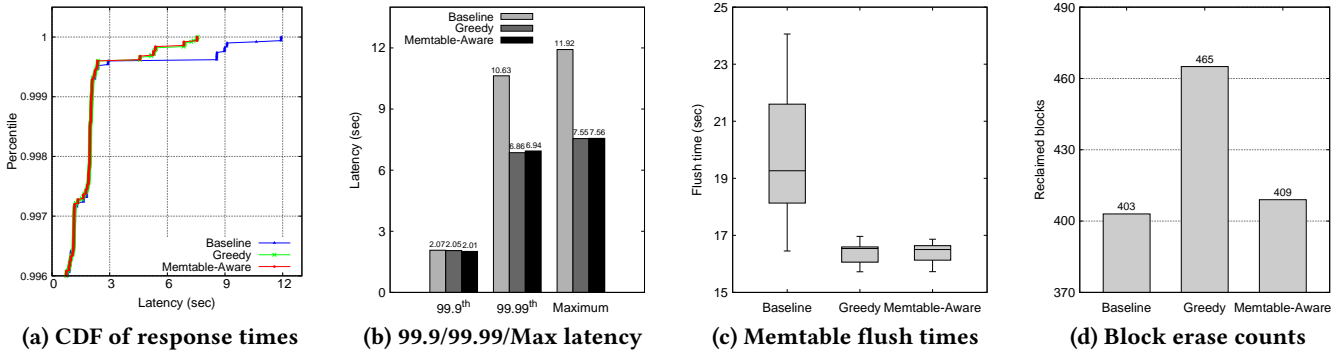 1
0.999
0.998
0.997
0.996
Percentile
0 3 6 9 12
Latency (sec)
Baseline
Greedy
Memtable-Aware
(a) CDF of response times
Baseline
Greedy
Memtable-Aware
12
9
6
3
0
Latency (sec)
2.07 2.05 2.01
10.63
6.86 6.94
11.92
7.55 7.56
99.9th 99.99th Maximum
(b) 99.9/99.99/Max latency
25
23
21
19
17
15
Flush time (sec)
Baseline Greedy Memtable-Aware
(c) Memtable flush times
490
460
430
400
370
Reclaimed blocks
403
465
409
Baseline Greedy Memtable-Aware
(d) Block erase counts